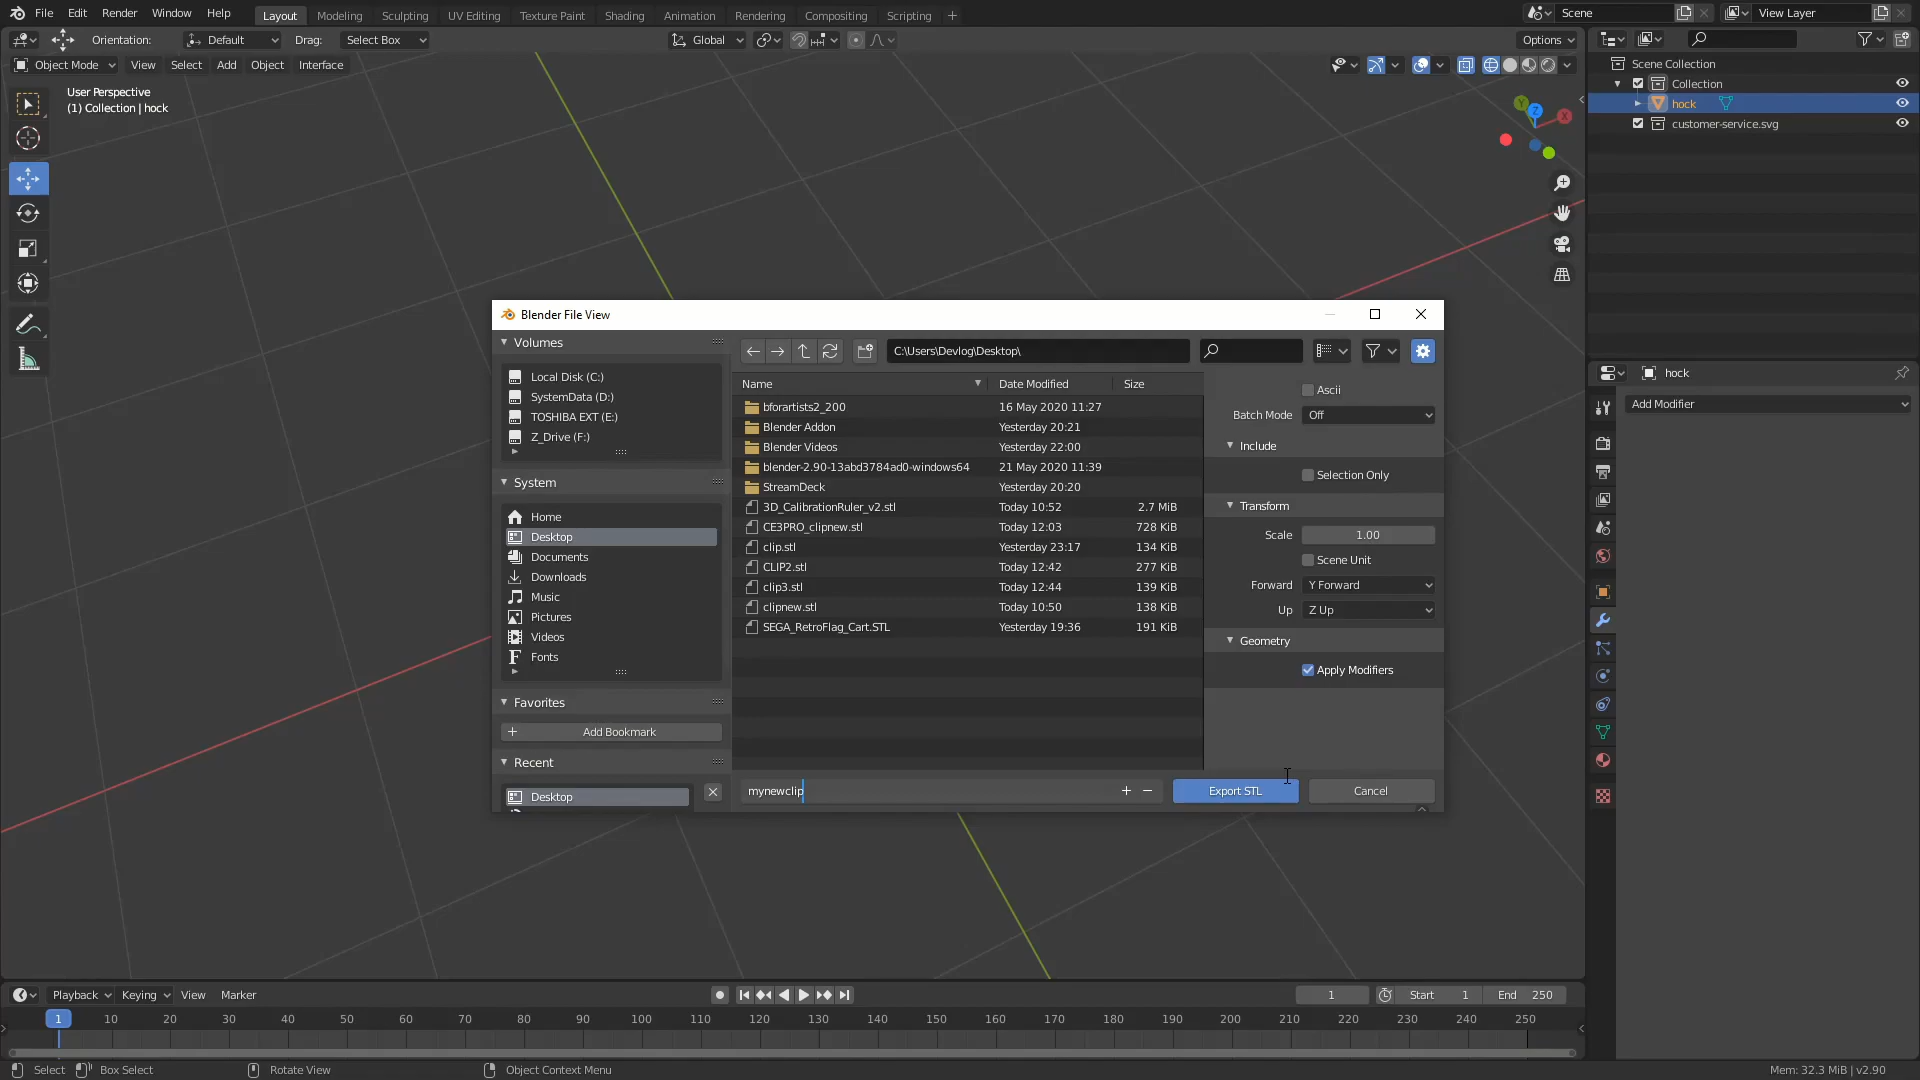 File Edit Render Window Help Layout Modeling Sculpting UV Editing Texture Paint Shading Animation Rendering Compositing Scripting + Scene View Layer
Orientation: Default Drag: Select Box Global Options
Object Mode View Select Add Object Interface
User Perspective
(1) Collection | hock
Y Z X
Scene Collection
Collection
hock
customer-service.svg
hock
Add Modifier
Blender File View
Volumes
Local Disk (C:)
SystemData (D:)
TOSHIBA EXT (E:)
Z_Drive (F:)
System
Home
Desktop
Documents
Downloads
Music
Pictures
Videos
Fonts
Favorites
Add Bookmark
Recent
Desktop
C:\Users\Devlog\Desktop\
Name Date Modified Size
bforartists2_200 16 May 2020 11:27
Blender Addon Yesterday 20:21
Blender Videos Yesterday 22:00
blender-2.90-13abd3784ad0-windows64 21 May 2020 11:39
StreamDeck Yesterday 20:20
3D_CalibrationRuler_v2.stl Today 10:52 2.7 MiB
CE3PRO_clipnew.stl Today 12:03 728 KiB
clip.stl Yesterday 23:17 134 KiB
CLIP2.stl Today 12:42 277 KiB
clip3.stl Today 12:44 139 KiB
clipnew.stl Today 10:50 138 KiB
SEGA_RetroFlag_Cart.STL Yesterday 19:36 191 KiB
Ascii
Batch Mode Off
Include
Selection Only
Transform
Scale 1.00
Scene Unit
Forward Y Forward
Up Z Up
Geometry
Apply Modifiers
mynewclip Export STL Cancel
Playback Keying View Marker 1 Start 1 End 250
1 10 20 30 40 50 60 70 80 90 100 110 120 130 140 150 160 170 180 190 200 210 220 230 240 250
Select Box Select Rotate View Object Context Menu Mem: 32.3 MiB | v2.90